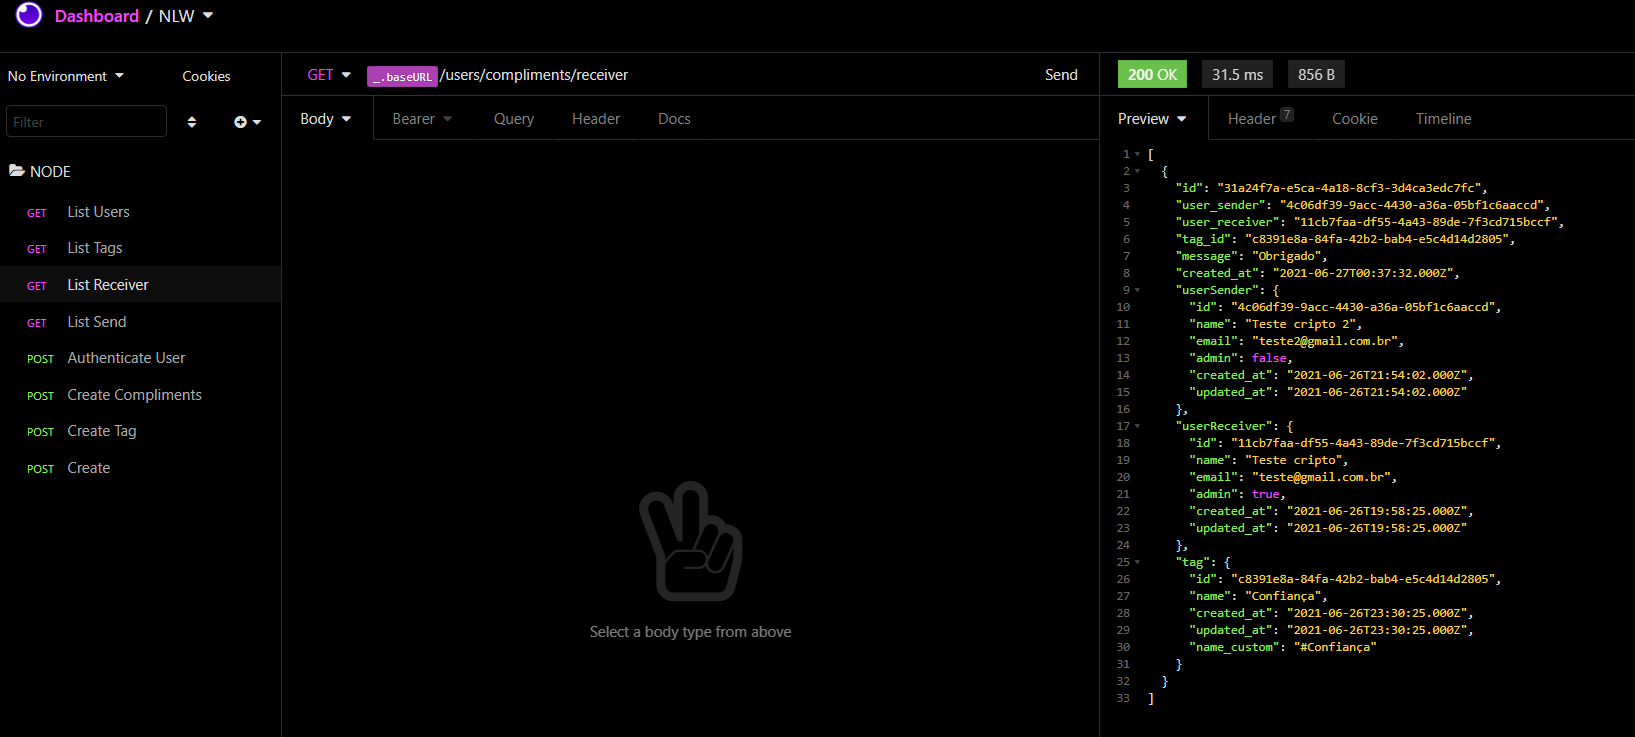 Dashboard / NLW
No Environment
Cookies
Filter
NODE
GET List Users
GET List Tags
GET List Receiver
GET List Send
POST Authenticate User
POST Create Compliments
POST Create Tag
POST Create
GET _.baseURL/users/compliments/receiver
Send
Body Bearer Query Header Docs
Select a body type from above
200 OK 31.5 ms 856 B
Preview Header 7 Cookie Timeline
1 [
2 {
3 "id": "31a24f7a-e5ca-4a18-8cf3-3d4ca3edc7fc",
4 "user_sender": "4c06df39-9acc-4430-a36a-05bf1c6aaccd",
5 "user_receiver": "11cb7faa-df55-4a43-89de-7f3cd715bccf",
6 "tag_id": "c8391e8a-84fa-42b2-bab4-e5c4d14d2805",
7 "message": "Obrigado",
8 "created_at": "2021-06-27T00:37:32.000Z",
9 "userSender": {
10 "id": "4c06df39-9acc-4430-a36a-05bf1c6aaccd",
11 "name": "Teste cripto 2",
12 "email": "teste2@gmail.com.br",
13 "admin": false,
14 "created_at": "2021-06-26T21:54:02.000Z",
15 "updated_at": "2021-06-26T21:54:02.000Z"
16 },
17 "userReceiver": {
18 "id": "11cb7faa-df55-4a43-89de-7f3cd715bccf",
19 "name": "Teste cripto",
20 "email": "teste@gmail.com.br",
21 "admin": true,
22 "created_at": "2021-06-26T19:58:25.000Z",
23 "updated_at": "2021-06-26T19:58:25.000Z"
24 },
25 "tag": {
26 "id": "c8391e8a-84fa-42b2-bab4-e5c4d14d2805",
27 "name": "Confiança",
28 "created_at": "2021-06-26T23:30:25.000Z",
29 "updated_at": "2021-06-26T23:30:25.000Z",
30 "name_custom": "#Confiança"
31 }
32 }
33 ]